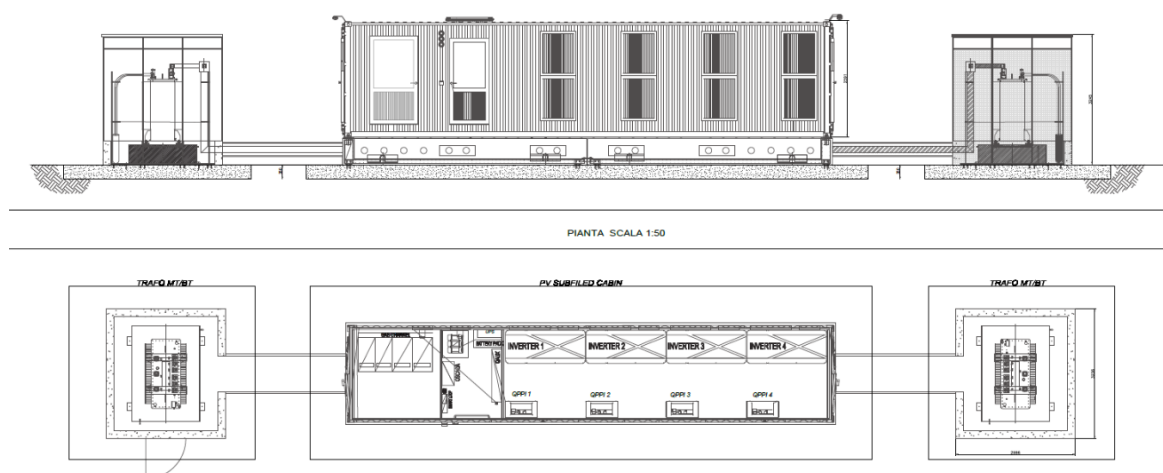 PIANTA SCALA 1:50
TRAFO MT/BT
PV SUBFILED CABIN
TRAFO MT/BT
UPS
INVERTER 1
INVERTER 2
INVERTER 3
INVERTER 4
QPPI 1
QPPI 2
QPPI 3
QPPI 4